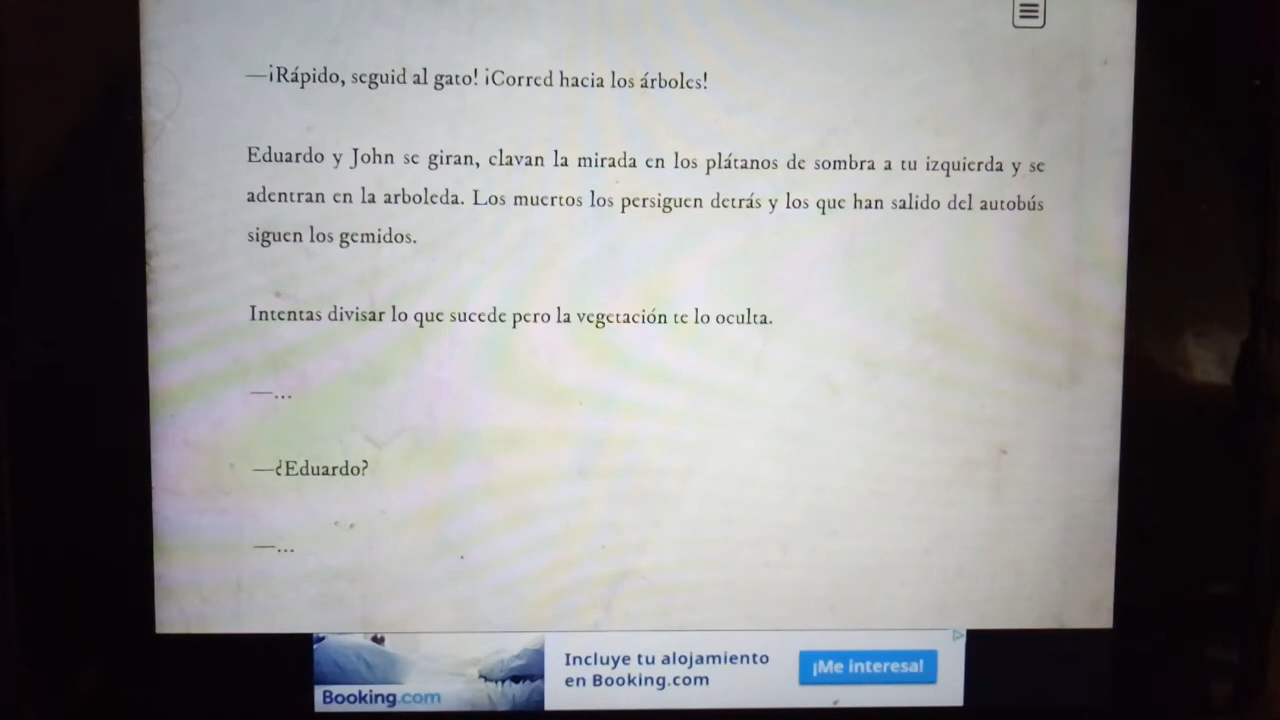 —¡Rápido, seguid al gato! ¡Corred hacia los árboles!
Eduardo y John se giran, clavan la mirada en los plátanos de sombra a tu izquierda y se
adentran en la arboleda. Los muertos los persiguen detrás y los que han salido del autobús
siguen los gemidos.
Intentas divisar lo que sucede pero la vegetación te lo oculta.
—...
—¿Eduardo?
—...
Incluye tu alojamiento
en Booking.com
¡Me interesa!
Booking.com